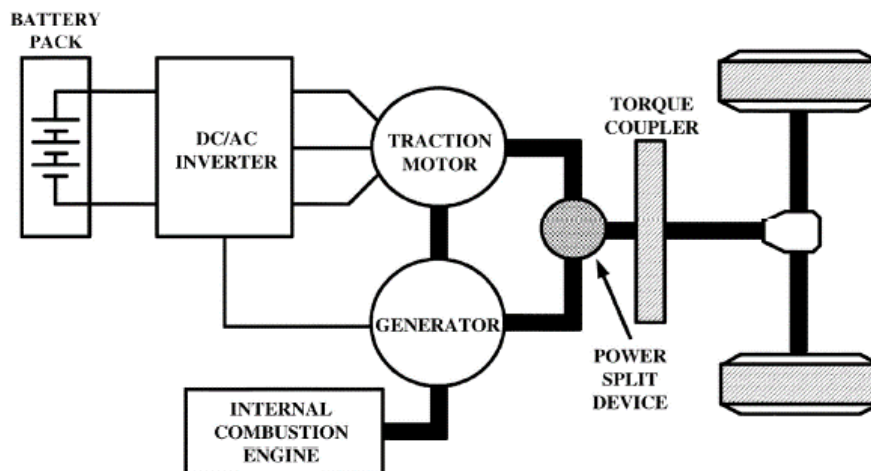 BATTERY
PACK
DC/AC
INVERTER
TRACTION
MOTOR
TORQUE
COUPLER
GENERATOR
POWER
SPLIT
DEVICE
INTERNAL
COMBUSTION
ENGINE